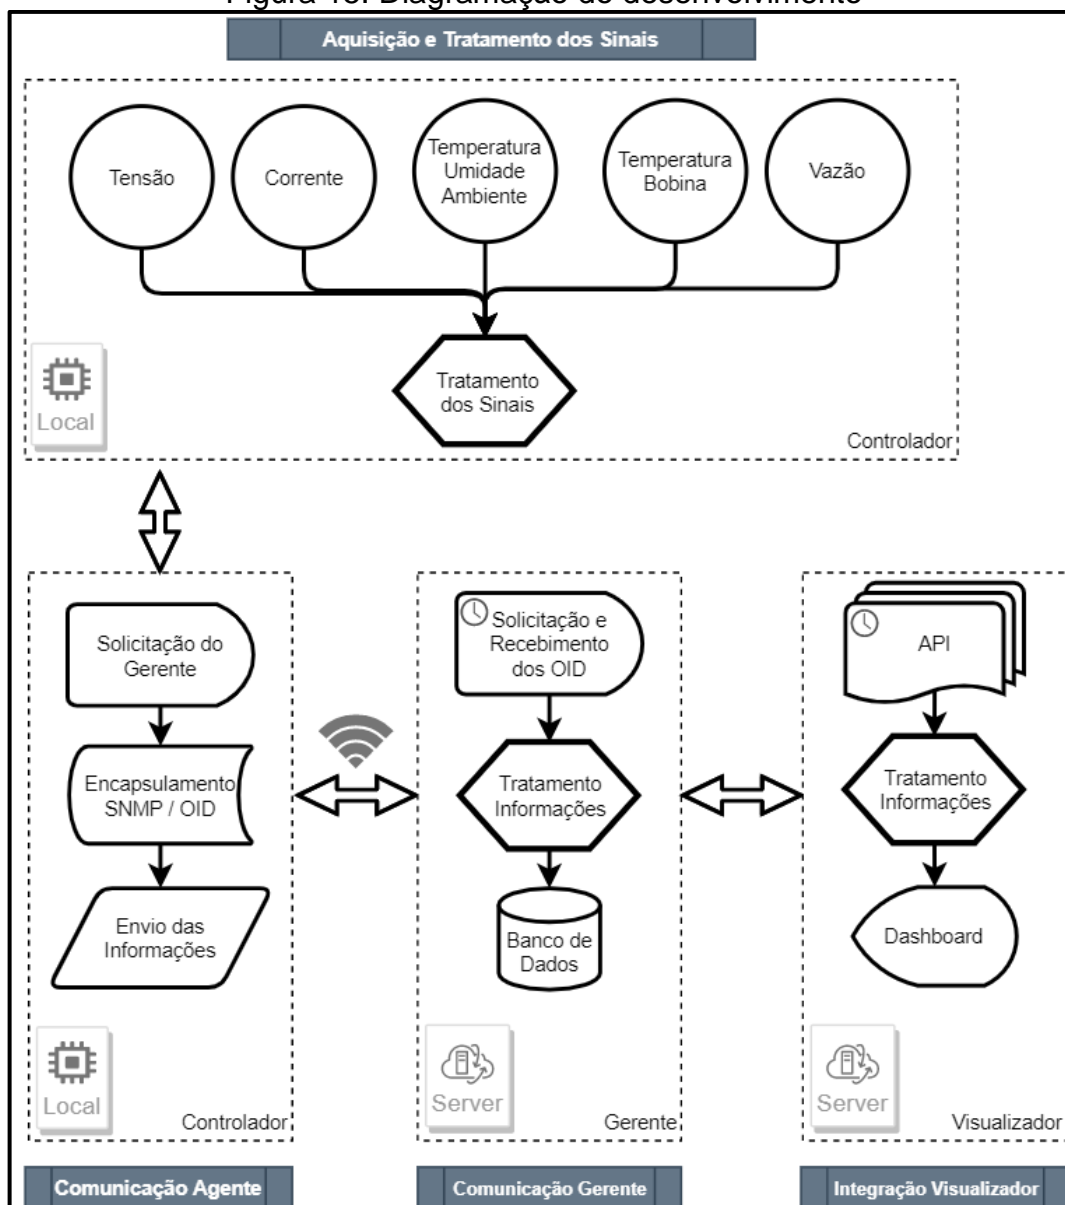 Aquisição e Tratamento dos Sinais
Tensão
Corrente
Temperatura
Umidade
Ambiente
Temperatura
Bobina
Vazão
Tratamento
dos Sinais
Local
Controlador
Solicitação do
Gerente
Encapsulamento
SNMP / OID
Envio das
Informações
Local
Controlador
Comunicação Agente
Solicitação e
Recebimento
dos OID
Tratamento
Informações
Banco de
Dados
Server
Gerente
Comunicação Gerente
API
Tratamento
Informações
Dashboard
Server
Visualizador
Integração Visualizador